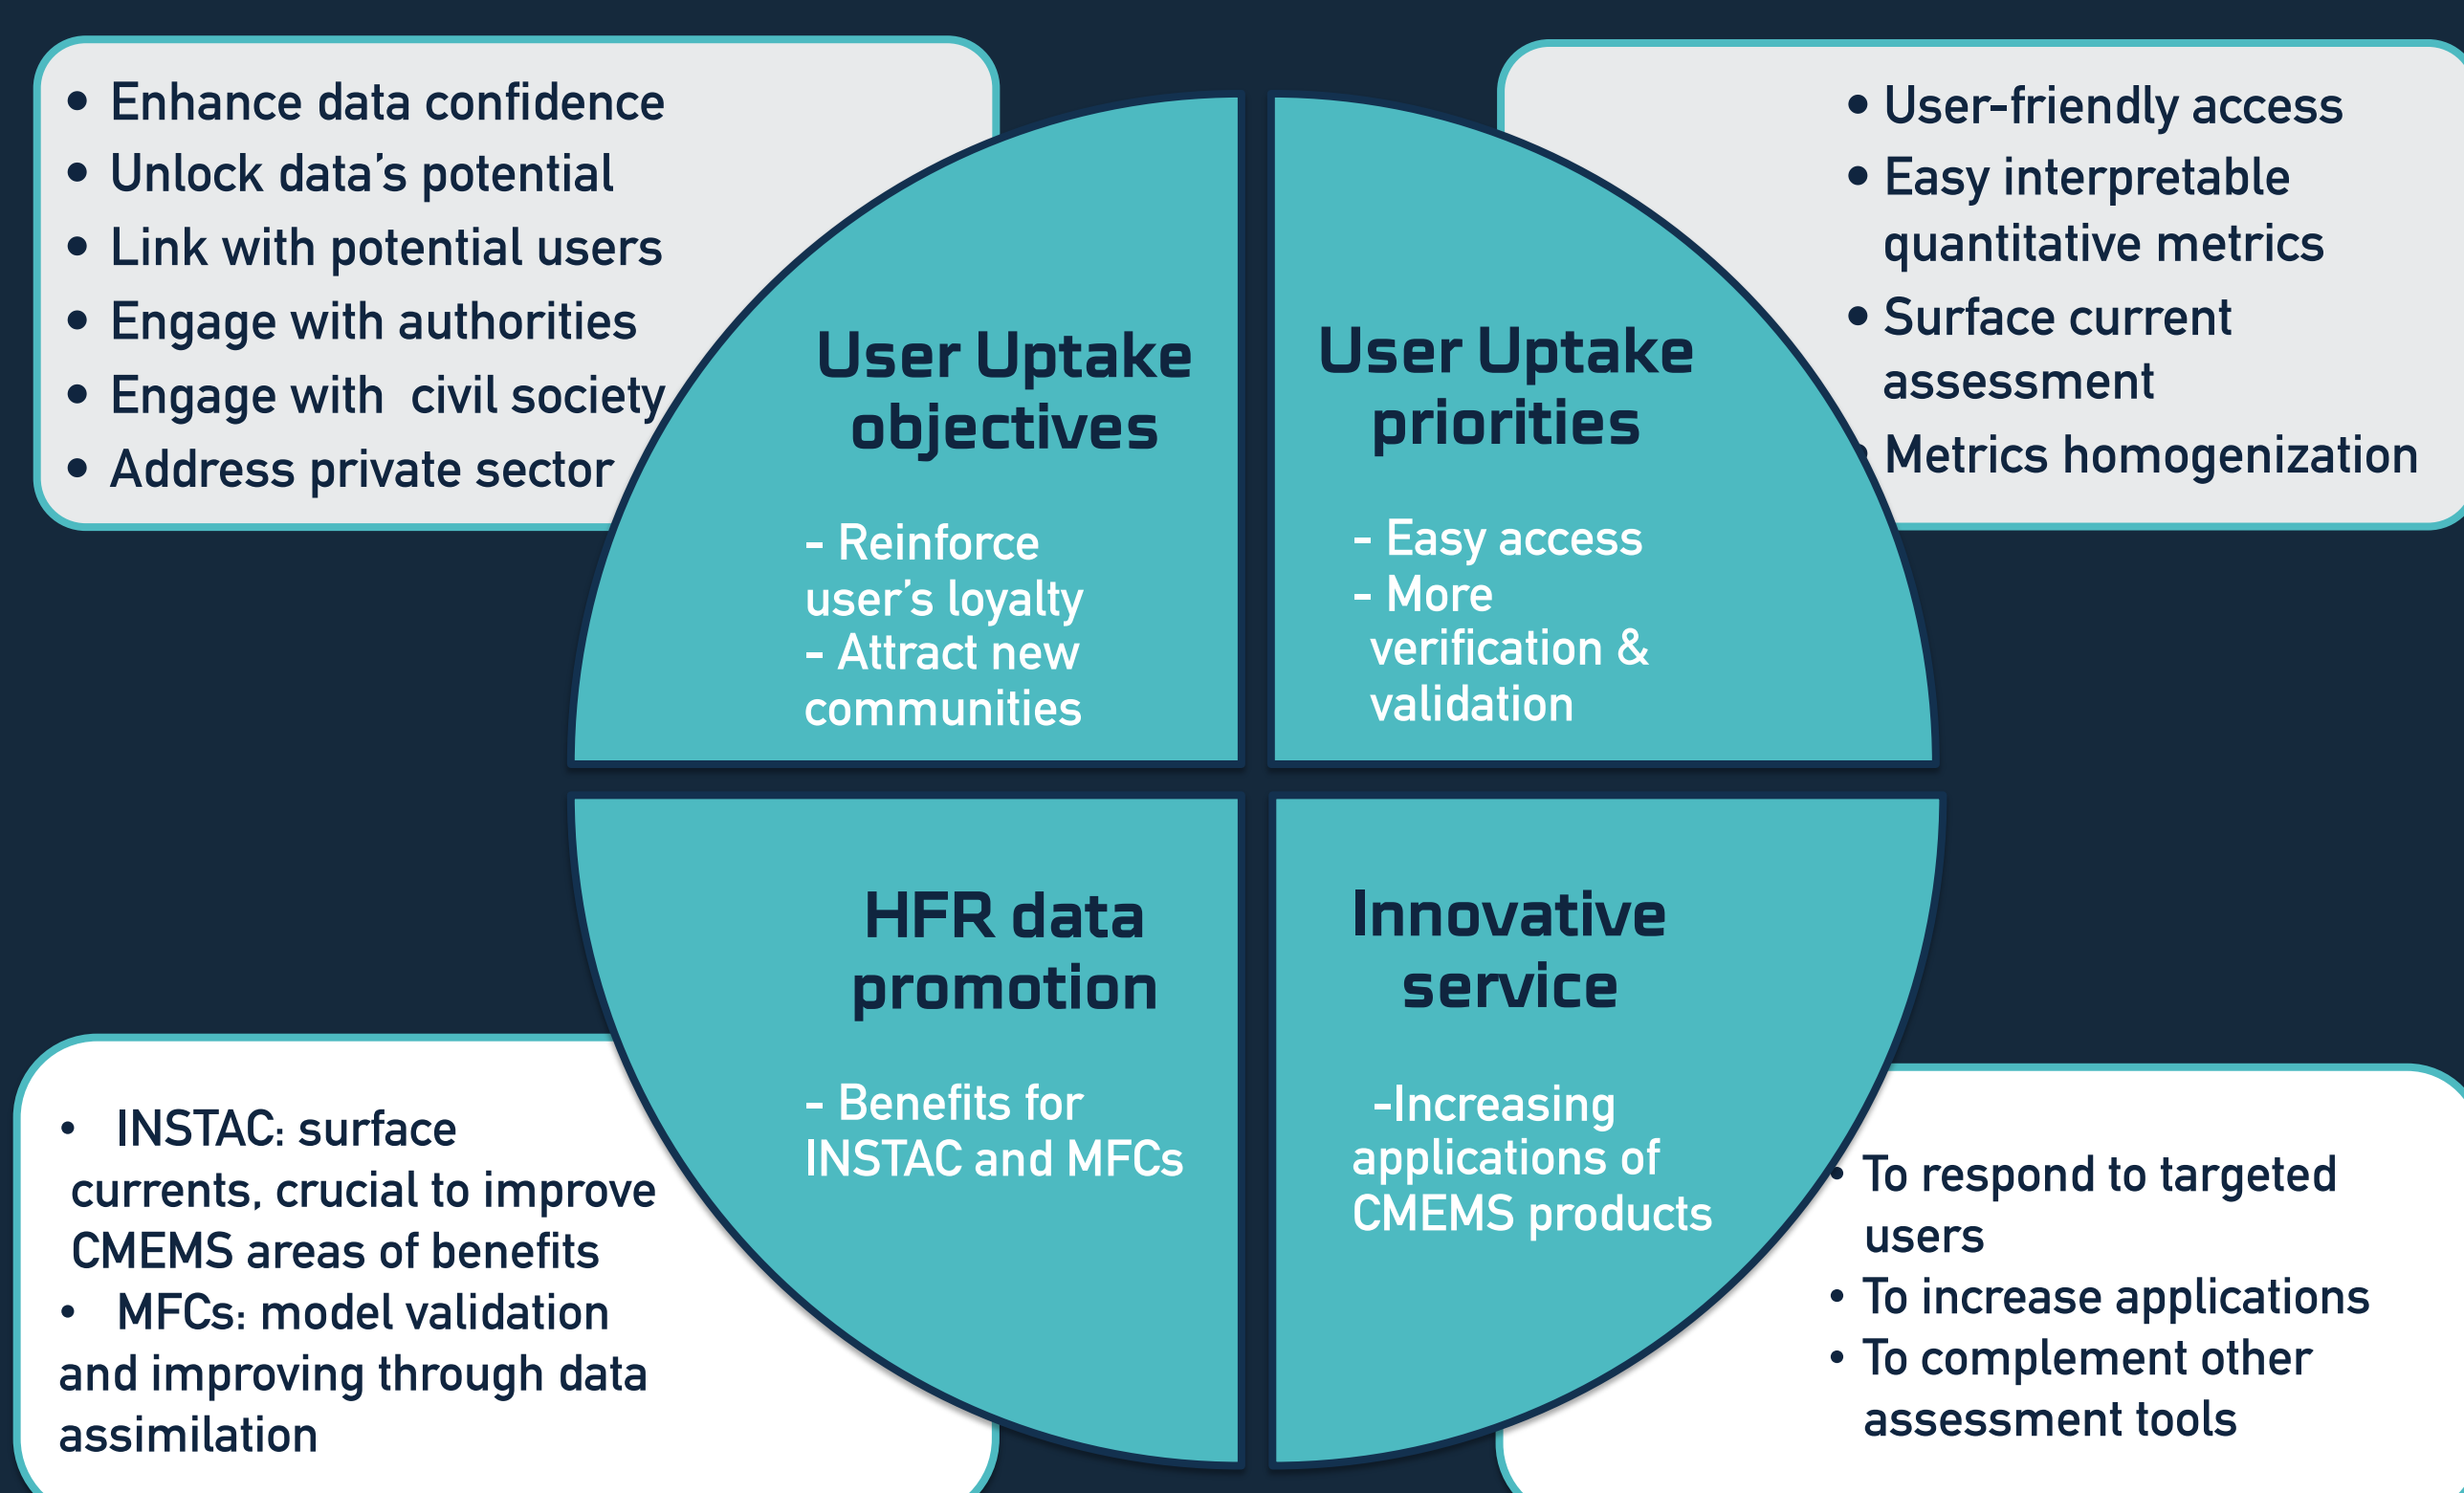 • Enhance data confidence
• Unlock data's potential
• Link with potential users
• Engage with authorities
• Engage with  civil society
• Address private sector
User Uptake
objectives
- Reinforce
user's loyalty
- Attract new
communities
User Uptake
priorities
- Easy access
- More
verification &
validation
• User-friendly access
• Easy interpretable
quantitative metrics
• Surface current
assessment
• Metrics homogenization
• INSTAC: surface
currents, crucial to improve
CMEMS areas of benefits
• MFCs: model validation
and improving through data
assimilation
HFR data
promotion
- Benefits for
INSTAC and MFCs
Innovative
service
-Increasing
applications of
CMEMS products
• To respond to targeted
users
• To increase applications
• To complement other
assessment tools